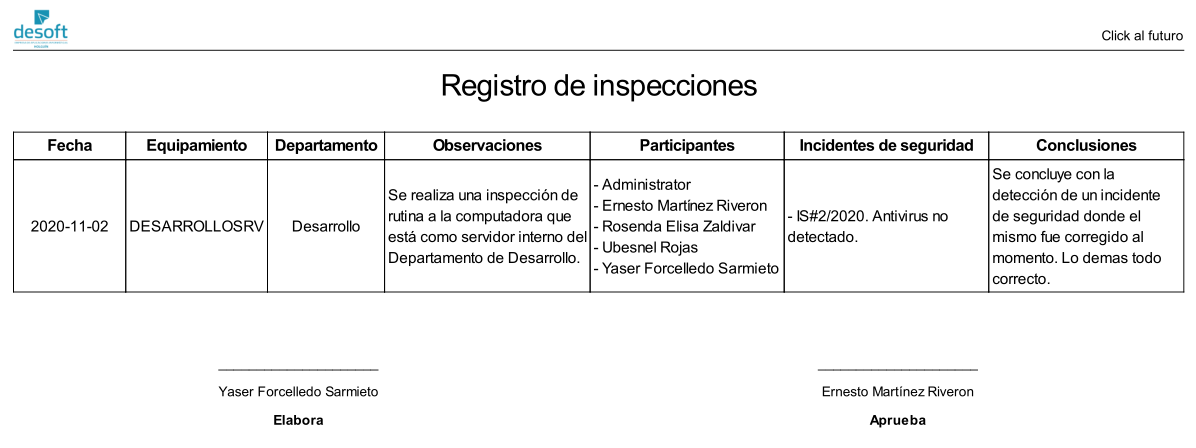 desoft
Click al futuro
Registro de inspecciones
Fecha Equipamiento Departamento Observaciones Participantes Incidentes de seguridad Conclusiones
2020-11-02
DESARROLLOSRV
Desarrollo
Se realiza una inspección de
rutina a la computadora que
está como servidor interno del
Departamento de Desarrollo.
- Administrator
- Ernesto Martínez Riveron
- Rosenda Elisa Zaldivar
- Ubesnel Rojas
- Yaser Forcelledo Sarmieto
- IS#2/2020. Antivirus no
detectado.
Se concluye con la
detección de un incidente
de seguridad donde el
mismo fue corregido al
momento. Lo demas todo
correcto.
Yaser Forcelledo Sarmieto
Elabora
Ernesto Martínez Riveron
Aprueba